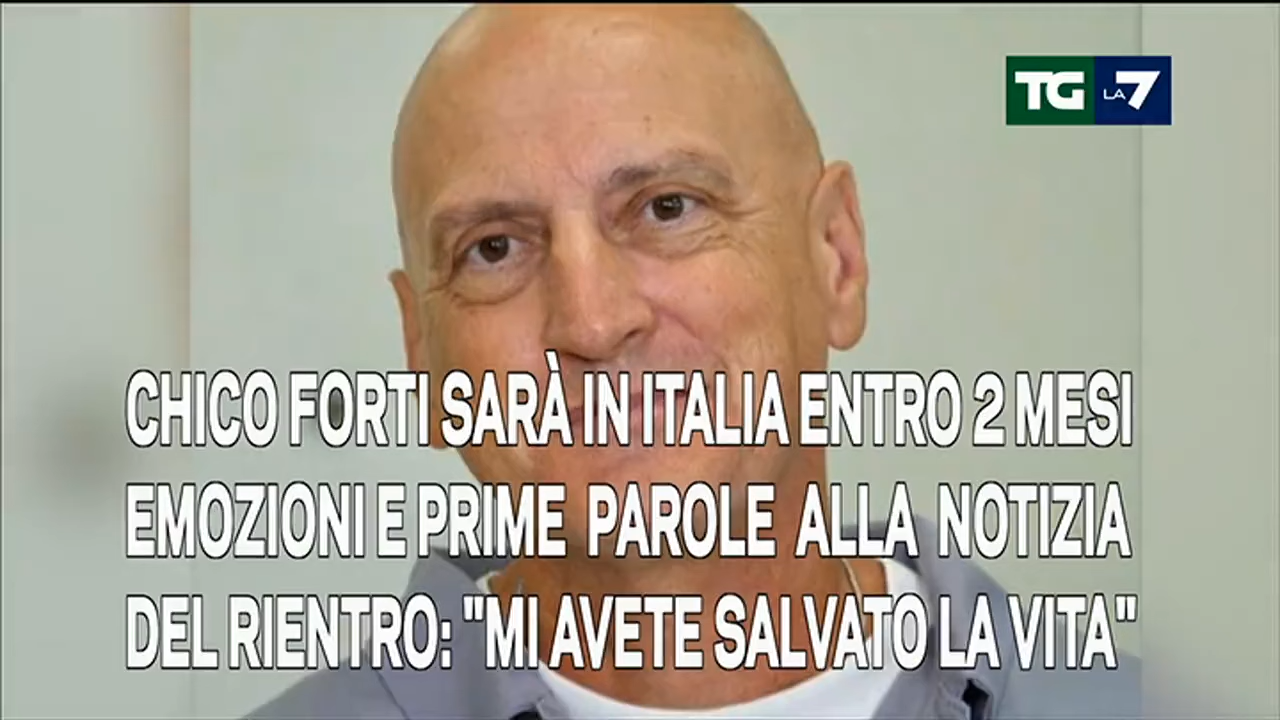 TG LA 7
CHICO FORTI SARÀ IN ITALIA ENTRO 2 MESI
EMOZIONI E PRIME PAROLE ALLA NOTIZIA
DEL RIENTRO: "MI AVETE SALVATO LA VITA"